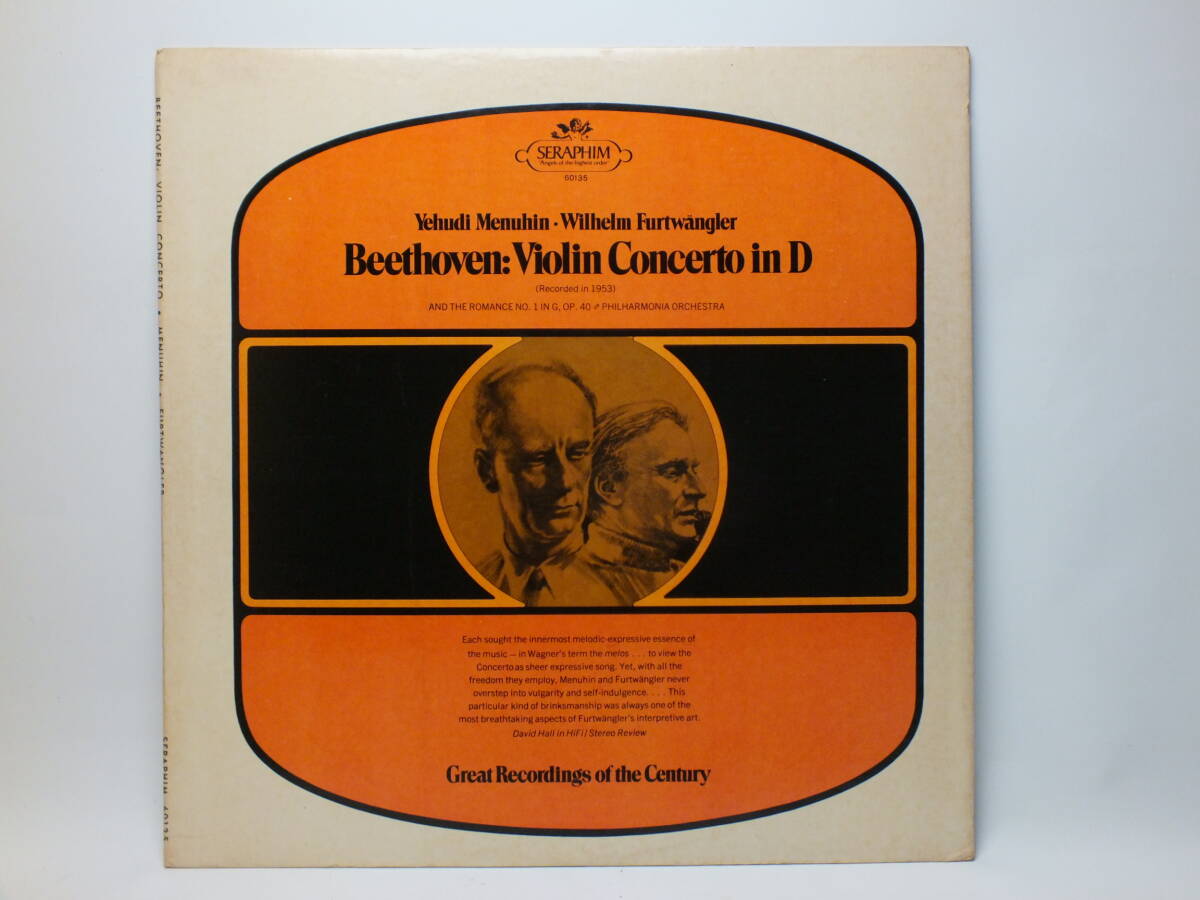 SERAPHIM
"Angels of the highest order"
60135
Yehudi Menuhin · Wilhelm Furtwängler
Beethoven: Violin Concerto in D
(Recorded in 1953)
AND THE ROMANCE NO. 1 IN G, OP. 40 PHILHARMONIA ORCHESTRA
Each sought the innermost melodic-expressive essence of
the music — in Wagner's term the melos . . . to view the
Concerto as sheer expressive song. Yet, with all the
freedom they employ, Menuhin and Furtwängler never
overstep into vulgarity and self-indulgence. . . . This
particular kind of brinksmanship was always one of the
most breathtaking aspects of Furtwängler's interpretive art.
David Hall in HiFi / Stereo Review
Great Recordings of the Century
BEETHOVEN: VIOLIN CONCERTO • MENUHIN • FURTWANGLER
SERAPHIM 60135